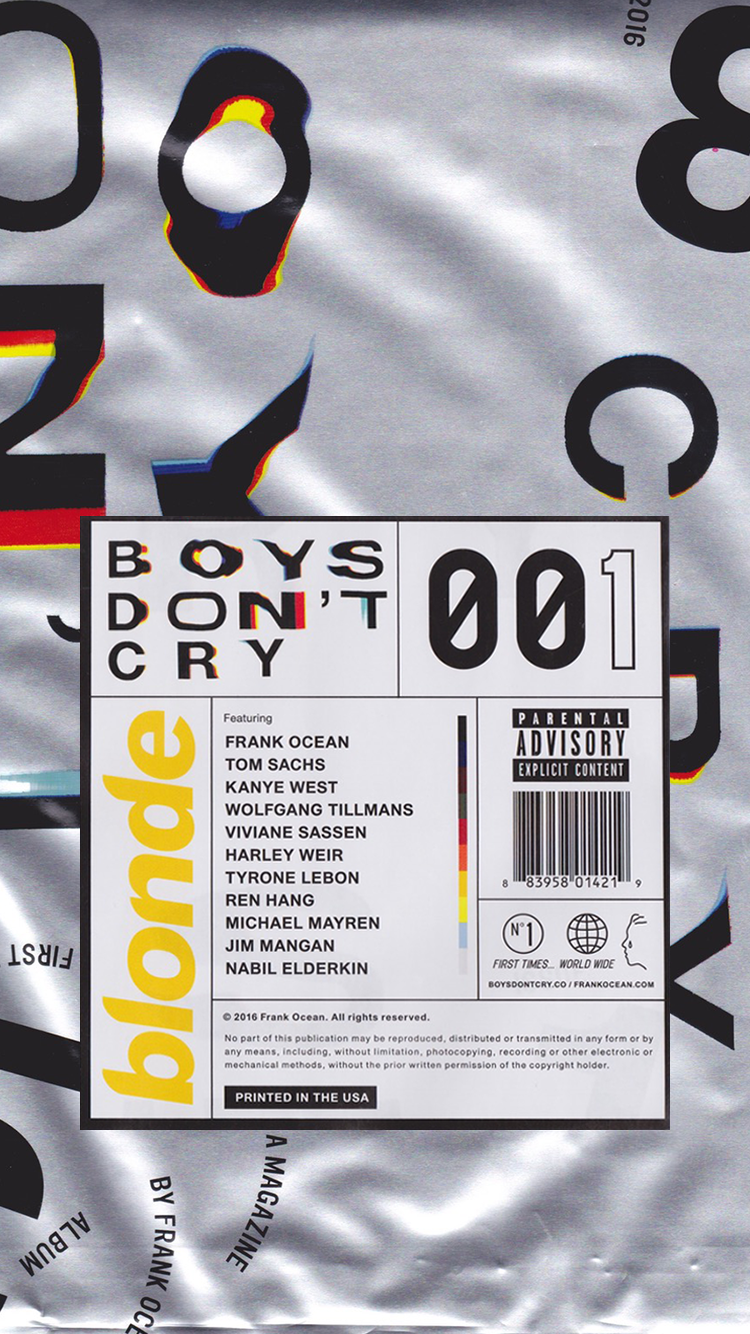 2016
8
O
O
N
Y
C
R
Y
BOYS
DON'T
CRY
001
blonde
Featuring
FRANK OCEAN
TOM SACHS
KANYE WEST
WOLFGANG TILLMANS
VIVIANE SASSEN
HARLEY WEIR
TYRONE LEBON
REN HANG
MICHAEL MAYREN
JIM MANGAN
NABIL ELDERKIN
PARENTAL
ADVISORY
EXPLICIT CONTENT
8 83958 01421 9
N°1
FIRST TIMES... WORLD WIDE
BOYSDONTCRY.CO / FRANKOCEAN.COM
© 2016 Frank Ocean. All rights reserved.
No part of this publication may be reproduced, distributed or transmitted in any form or by
any means, including, without limitation, photocopying, recording or other electronic or
mechanical methods, without the prior written permission of the copyright holder.
PRINTED IN THE USA
FIRST
ALBUM
BY FRANK OCE
A MAGAZINE